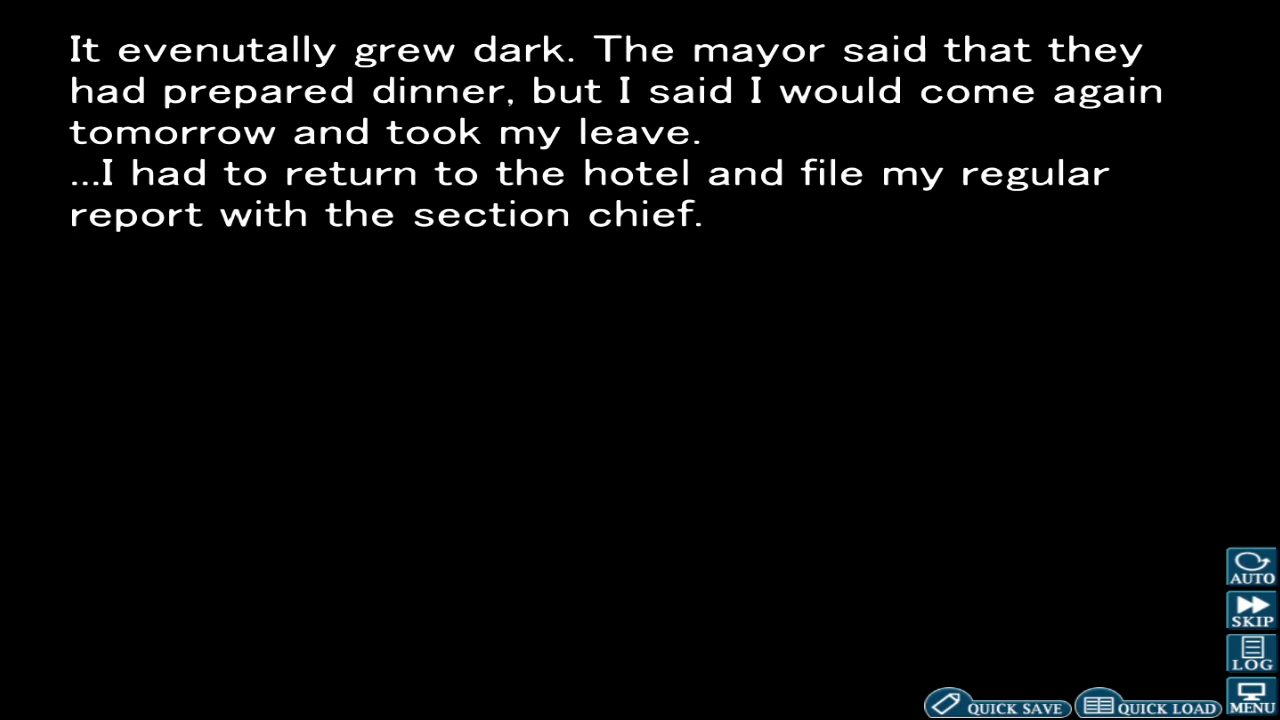 It evenutally grew dark. The mayor said that they
had prepared dinner, but I said I would come again
tomorrow and took my leave.
...I had to return to the hotel and file my regular
report with the section chief.
AUTO
SKIP
LOG
MENU
QUICK SAVE
QUICK LOAD